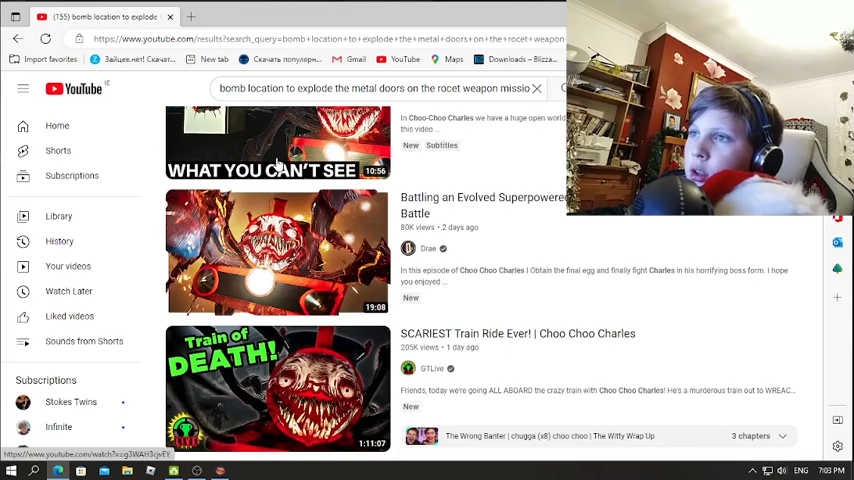 (155) bomb location to explode t
https://www.youtube.com/results?search_query=bomb+location+to+explode+the+metal+doors+on+the+rocet+weapon
Import favorites
Зайцев.нет! Скачат...
New tab
Скачать популярн...
Gmail
YouTube
Maps
Downloads – Blizza...
YouTube IE
bomb location to explode the metal doors on the rocet weapon missio
Home
Shorts
Subscriptions
Library
History
Your videos
Watch Later
Liked videos
Sounds from Shorts
Subscriptions
Stokes Twins
Infinite
WHAT YOU CAN'T SEE
10:56
In Choo-Choo Charles we have a huge open world
this video ...
New
Subtitles
19:08
Battling an Evolved Superpowered
Battle
80K views • 2 days ago
Drae
In this episode of Choo Choo Charles I Obtain the final egg and finally fight Charles in his horrifying boss form. I hope
you enjoyed ...
New
Train of
DEATH!
LIVE
1:11:07
SCARIEST Train Ride Ever! | Choo Choo Charles
205K views • 1 day ago
GTLive
Friends, today we're going ALL ABOARD the crazy train with Choo Choo Charles! He's a murderous train out to WREAC...
New
The Wrong Banter | chugga (x8) choo choo | The Witty Wrap Up
3 chapters
https://www.youtube.com/watch?v=g3WAH3cjvEY
ENG
7:03 PM